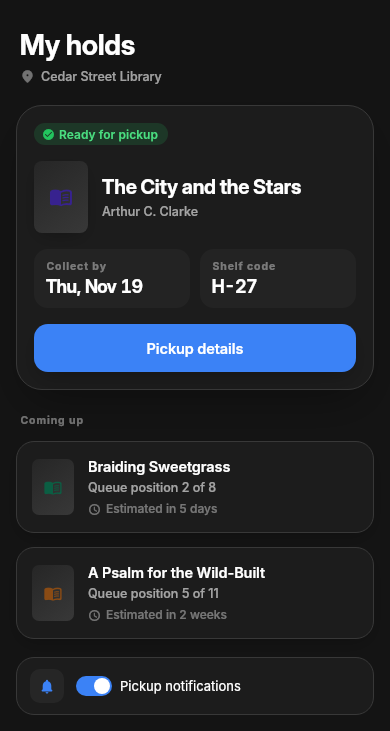 My holds
Cedar Street Library
Ready for pickup
The City and the Stars
Arthur C. Clarke
Collect by
Thu, Nov 19
Shelf code
H-27
Pickup details
Coming up
Braiding Sweetgrass
Queue position 2 of 8
Estimated in 5 days
A Psalm for the Wild-Built
Queue position 5 of 11
Estimated in 2 weeks
Pickup notifications